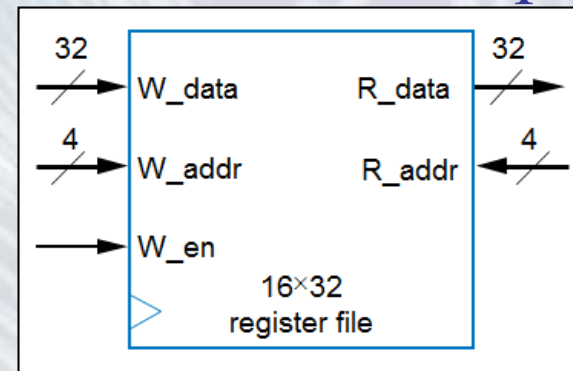 32 32
W_data R_data
4 4
W_addr R_addr
W_en
16×32
register file